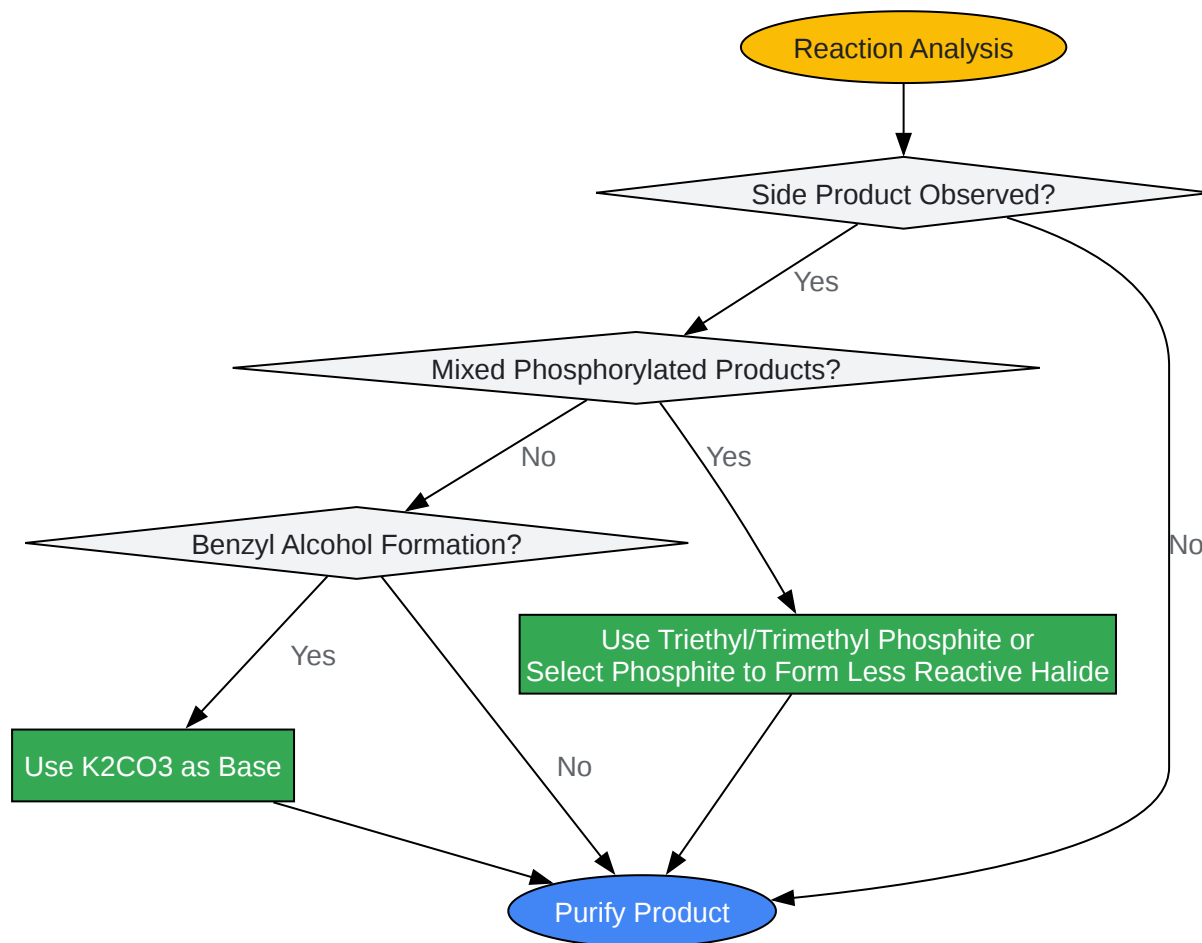 Reaction Analysis
Side Product Observed?
Yes
Mixed Phosphorylated Products?
No
Yes
Benzyl Alcohol Formation?
No
Use Triethyl/Trimethyl Phosphite or
Select Phosphite to Form Less Reactive Halide
Yes
Use K2CO3 as Base
No
Purify Product